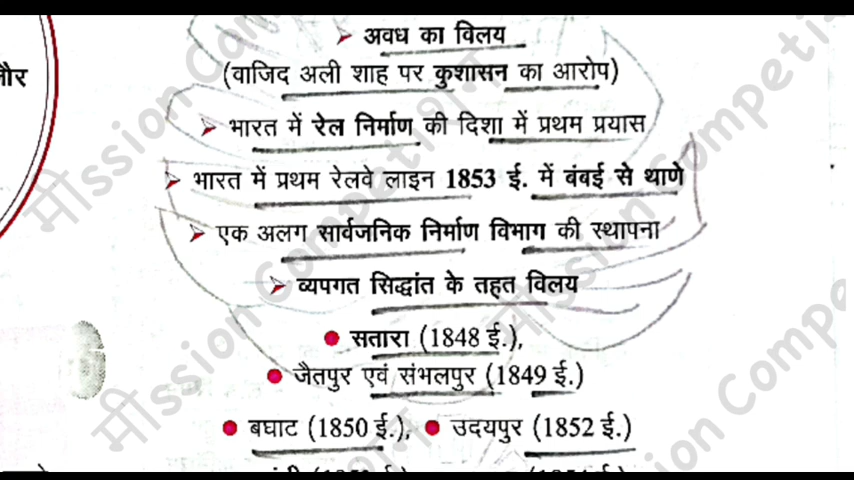 अवध का विलय
(वाजिद अली शाह पर कुशासन का आरोप)
भारत में रेल निर्माण की दिशा में प्रथम प्रयास
भारत में प्रथम रेलवे लाइन 1853 ई. में बंबई से थाणे
एक अलग सार्वजनिक निर्माण विभाग की स्थापना
व्यपगत सिद्धांत के तहत विलय
सतारा (1848 ई.),
जैतपुर एवं संभलपुर (1849 ई.)
बघाट (1850 ई.), उदयपुर (1852 ई.)